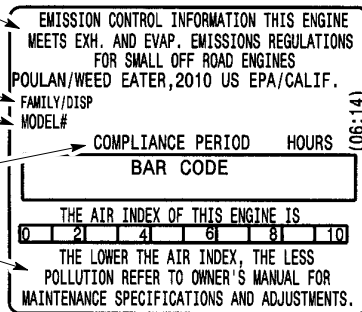 EMISSION CONTROL INFORMATION THIS ENGINE
MEETS EXH. AND EVAP. EMISSIONS REGULATIONS
FOR SMALL OFF ROAD ENGINES
POULAN/WEED EATER,2010 US EPA/CALIF.
FAMILY/DISP
MODEL#
COMPLIANCE PERIOD HOURS
(06:14)
BAR CODE
THE AIR INDEX OF THIS ENGINE IS
0 2 4 6 8 10
THE LOWER THE AIR INDEX, THE LESS
POLLUTION REFER TO OWNER'S MANUAL FOR
MAINTENANCE SPECIFICATIONS AND ADJUSTMENTS.